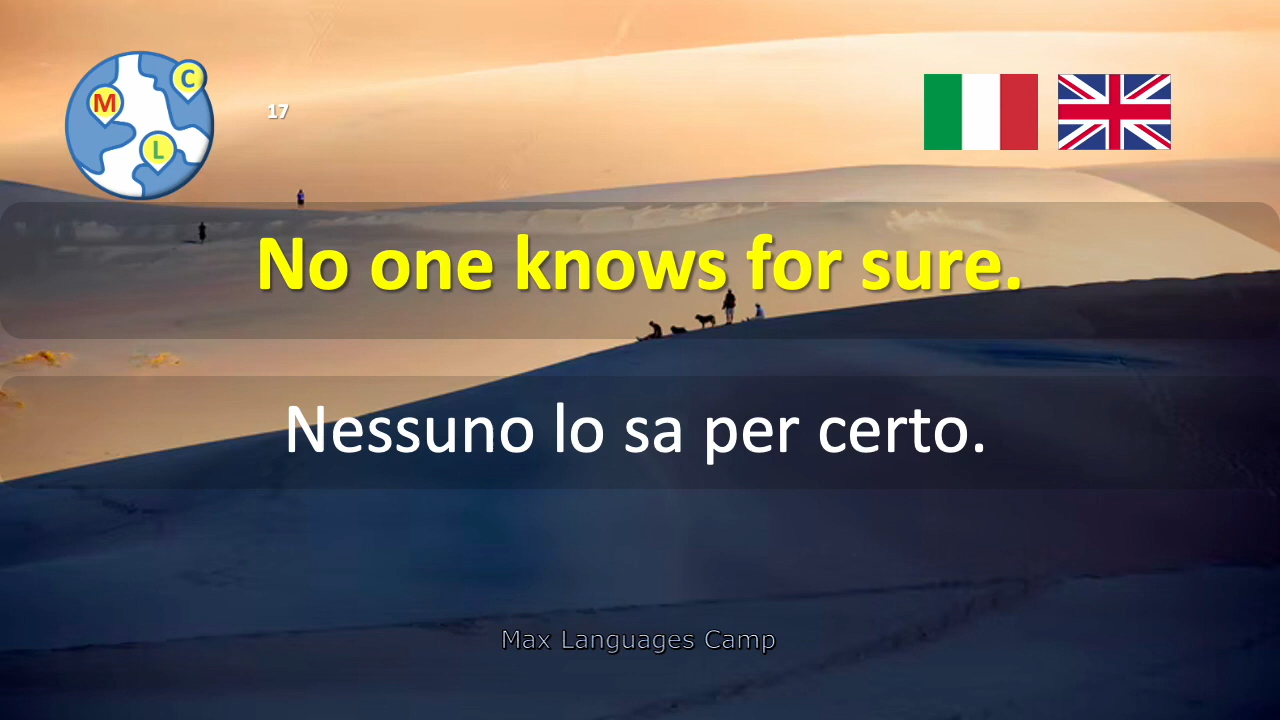 C
M
L
17
No one knows for sure.
Nessuno lo sa per certo.
Max Languages Camp